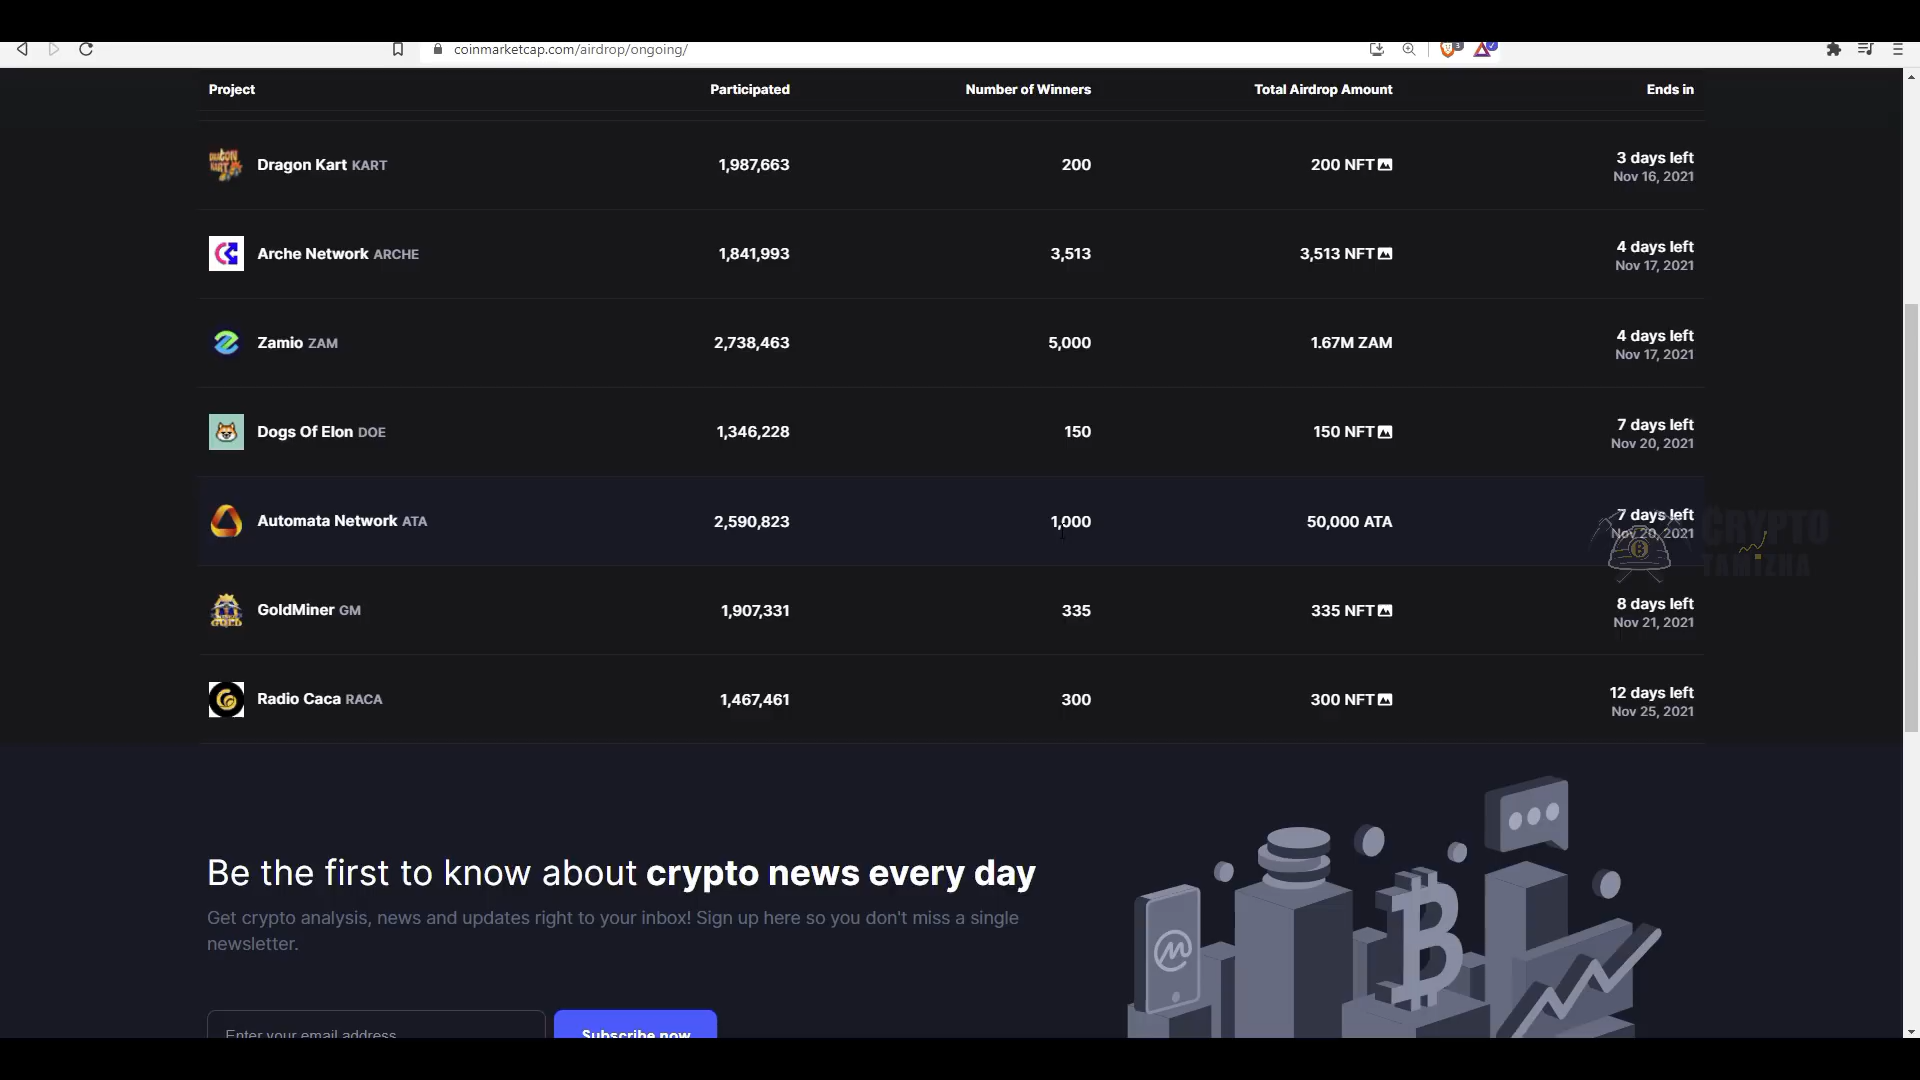 coinmarketcap.com/airdrop/ongoing/
Project Participated Number of Winners Total Airdrop Amount Ends in
Dragon Kart KART 1,987,663 200 200 NFT 3 days left
Nov 16, 2021
Arche Network ARCHE 1,841,993 3,513 3,513 NFT 4 days left
Nov 17, 2021
Zamio ZAM 2,738,463 5,000 1.67M ZAM 4 days left
Nov 17, 2021
Dogs Of Elon DOE 1,346,228 150 150 NFT 7 days left
Nov 20, 2021
Automata Network ATA 2,590,823 1,000 50,000 ATA 7 days left
Nov 20, 2021
CRYPTO
TAMIZHA
GoldMiner GM 1,907,331 335 335 NFT 8 days left
Nov 21, 2021
Radio Caca RACA 1,467,461 300 300 NFT 12 days left
Nov 25, 2021
Be the first to know about crypto news every day
Get crypto analysis, news and updates right to your inbox! Sign up here so you don't miss a single
newsletter.
Enter your email address
Subscribe now